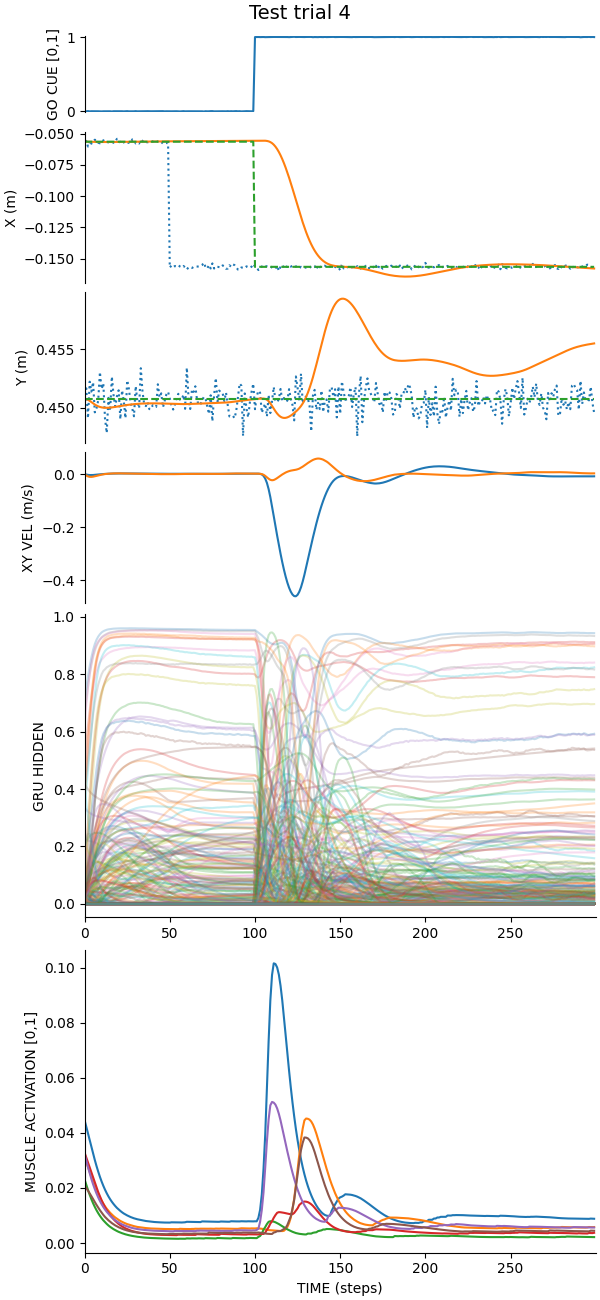 Test trial 4
GO CUE [0,1]
1
0
X (m)
−0.050
−0.075
−0.100
−0.125
−0.150
Y (m)
0.455
0.450
XY VEL (m/s)
0.0
−0.2
−0.4
GRU HIDDEN
1.0
0.8
0.6
0.4
0.2
0.0
0 50 100 150 200 250
MUSCLE ACTIVATION [0,1]
0.10
0.08
0.06
0.04
0.02
0.00
0 50 100 150 200 250
TIME (steps)